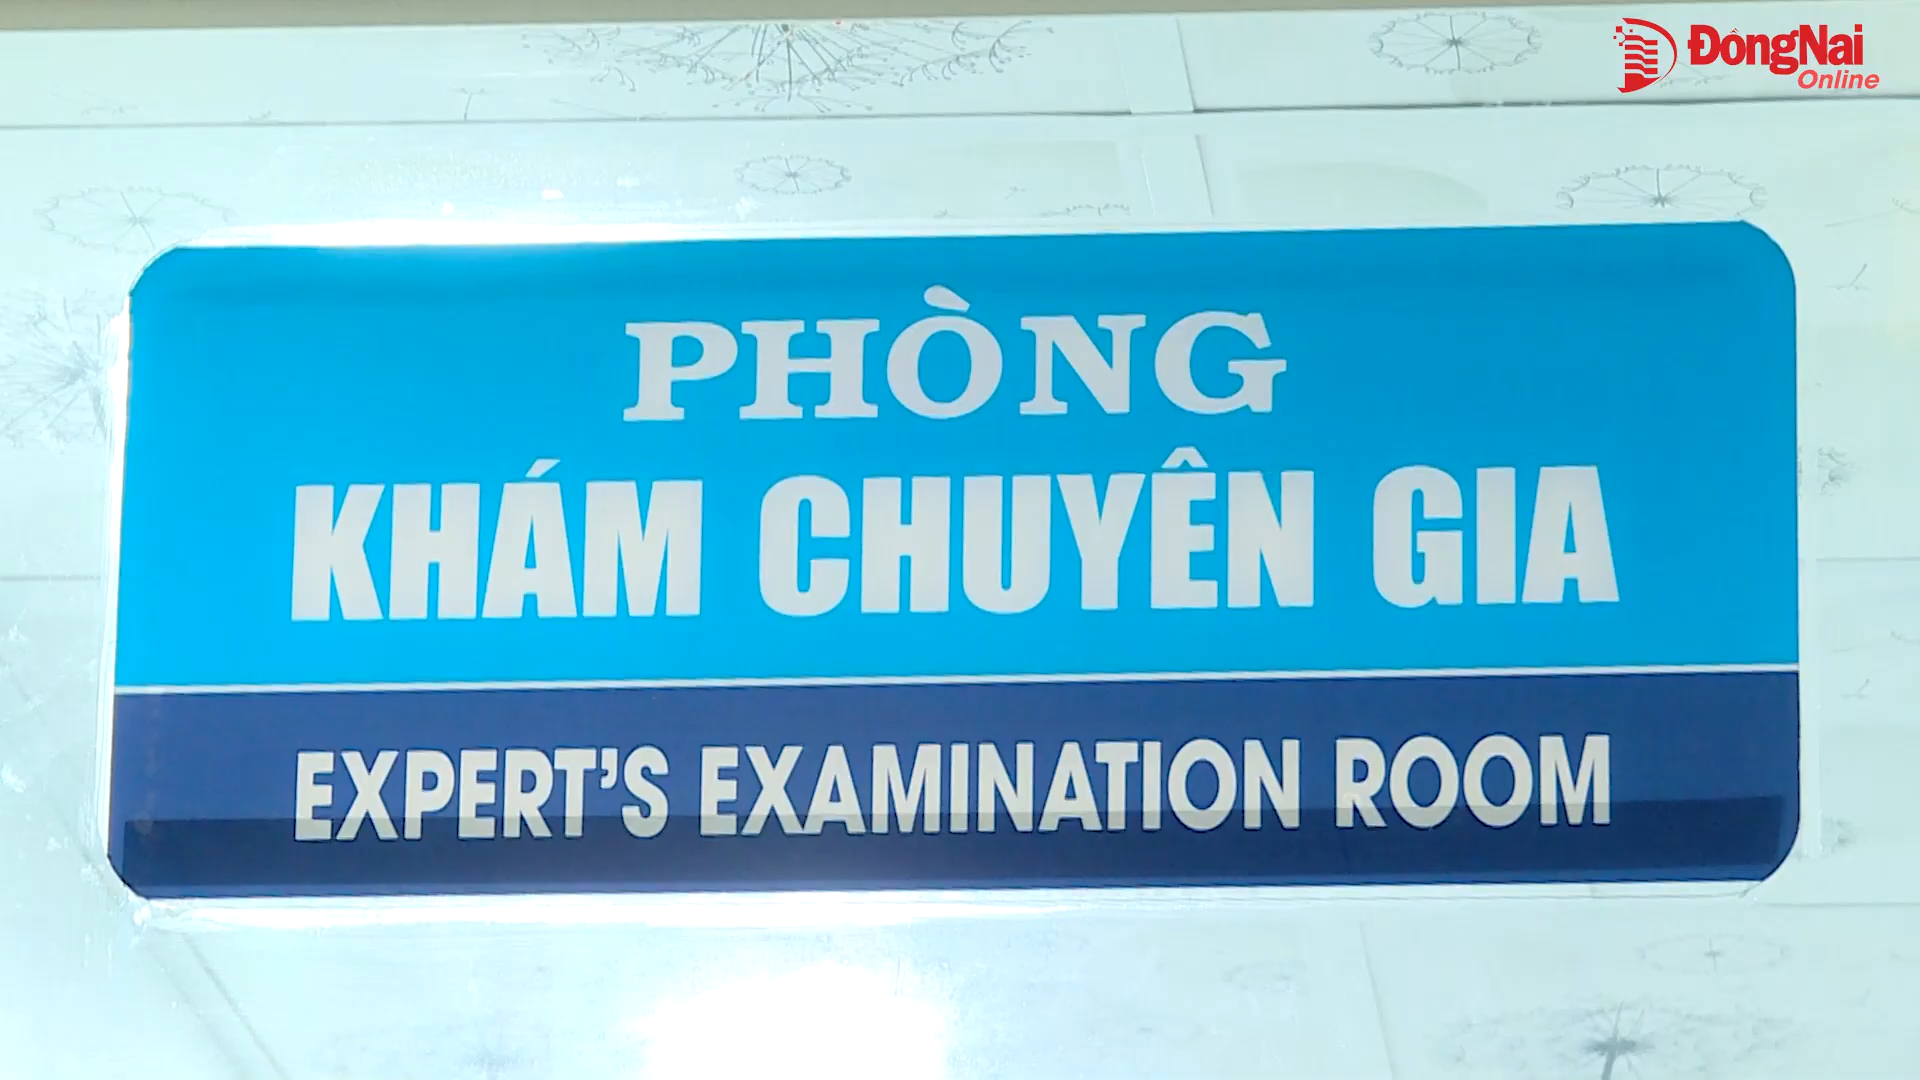 ĐồngNai
Online
PHÒNG
KHÁM CHUYÊN GIA
EXPERT'S EXAMINATION ROOM